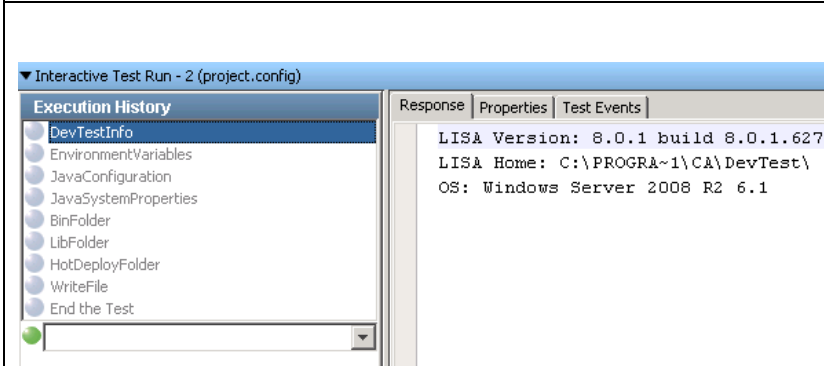 Interactive Test Run - 2 (project.config)
Execution History
DevTestInfo
EnvironmentVariables
JavaConfiguration
JavaSystemProperties
BinFolder
LibFolder
HotDeployFolder
WriteFile
End the Test
Response Properties Test Events
LISA Version: 8.0.1 build 8.0.1.627
LISA Home: C:\PROGRA~1\CA\DevTest\
OS: Windows Server 2008 R2 6.1